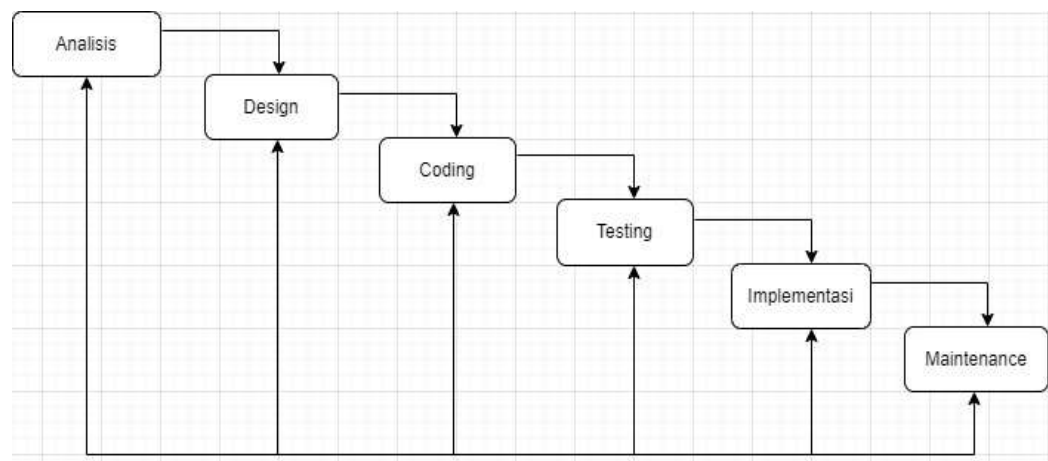 Analisis
Design
Coding
Testing
Implementasi
Maintenance